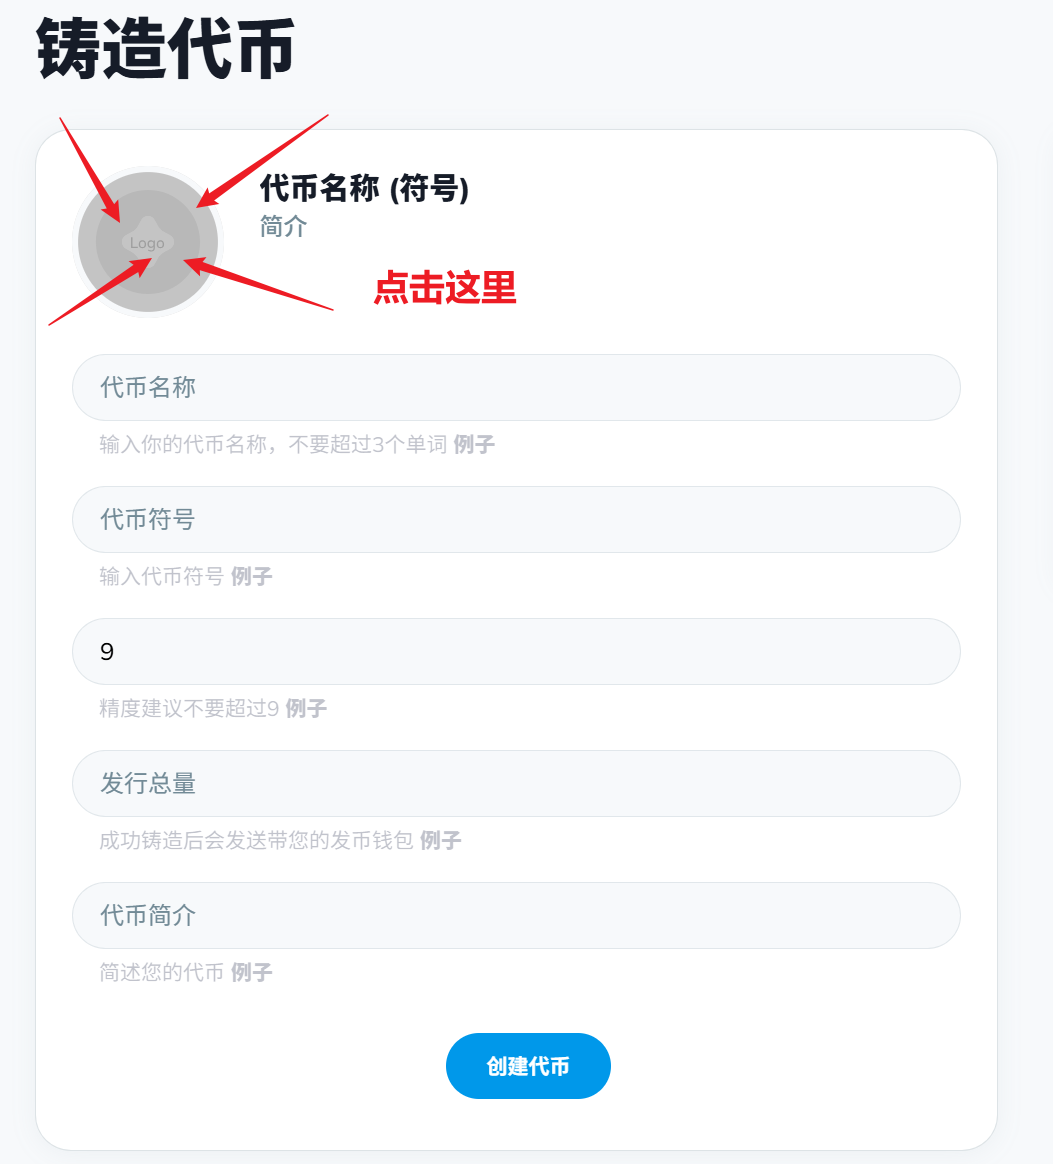 铸造代币
代币名称 (符号)
简介
Logo
点击这里
代币名称
输入你的代币名称，不要超过3个单词 例子
代币符号
输入代币符号 例子
9
精度建议不要超过9 例子
发行总量
成功铸造后会发送带您的发币钱包 例子
代币简介
简述您的代币 例子
创建代币